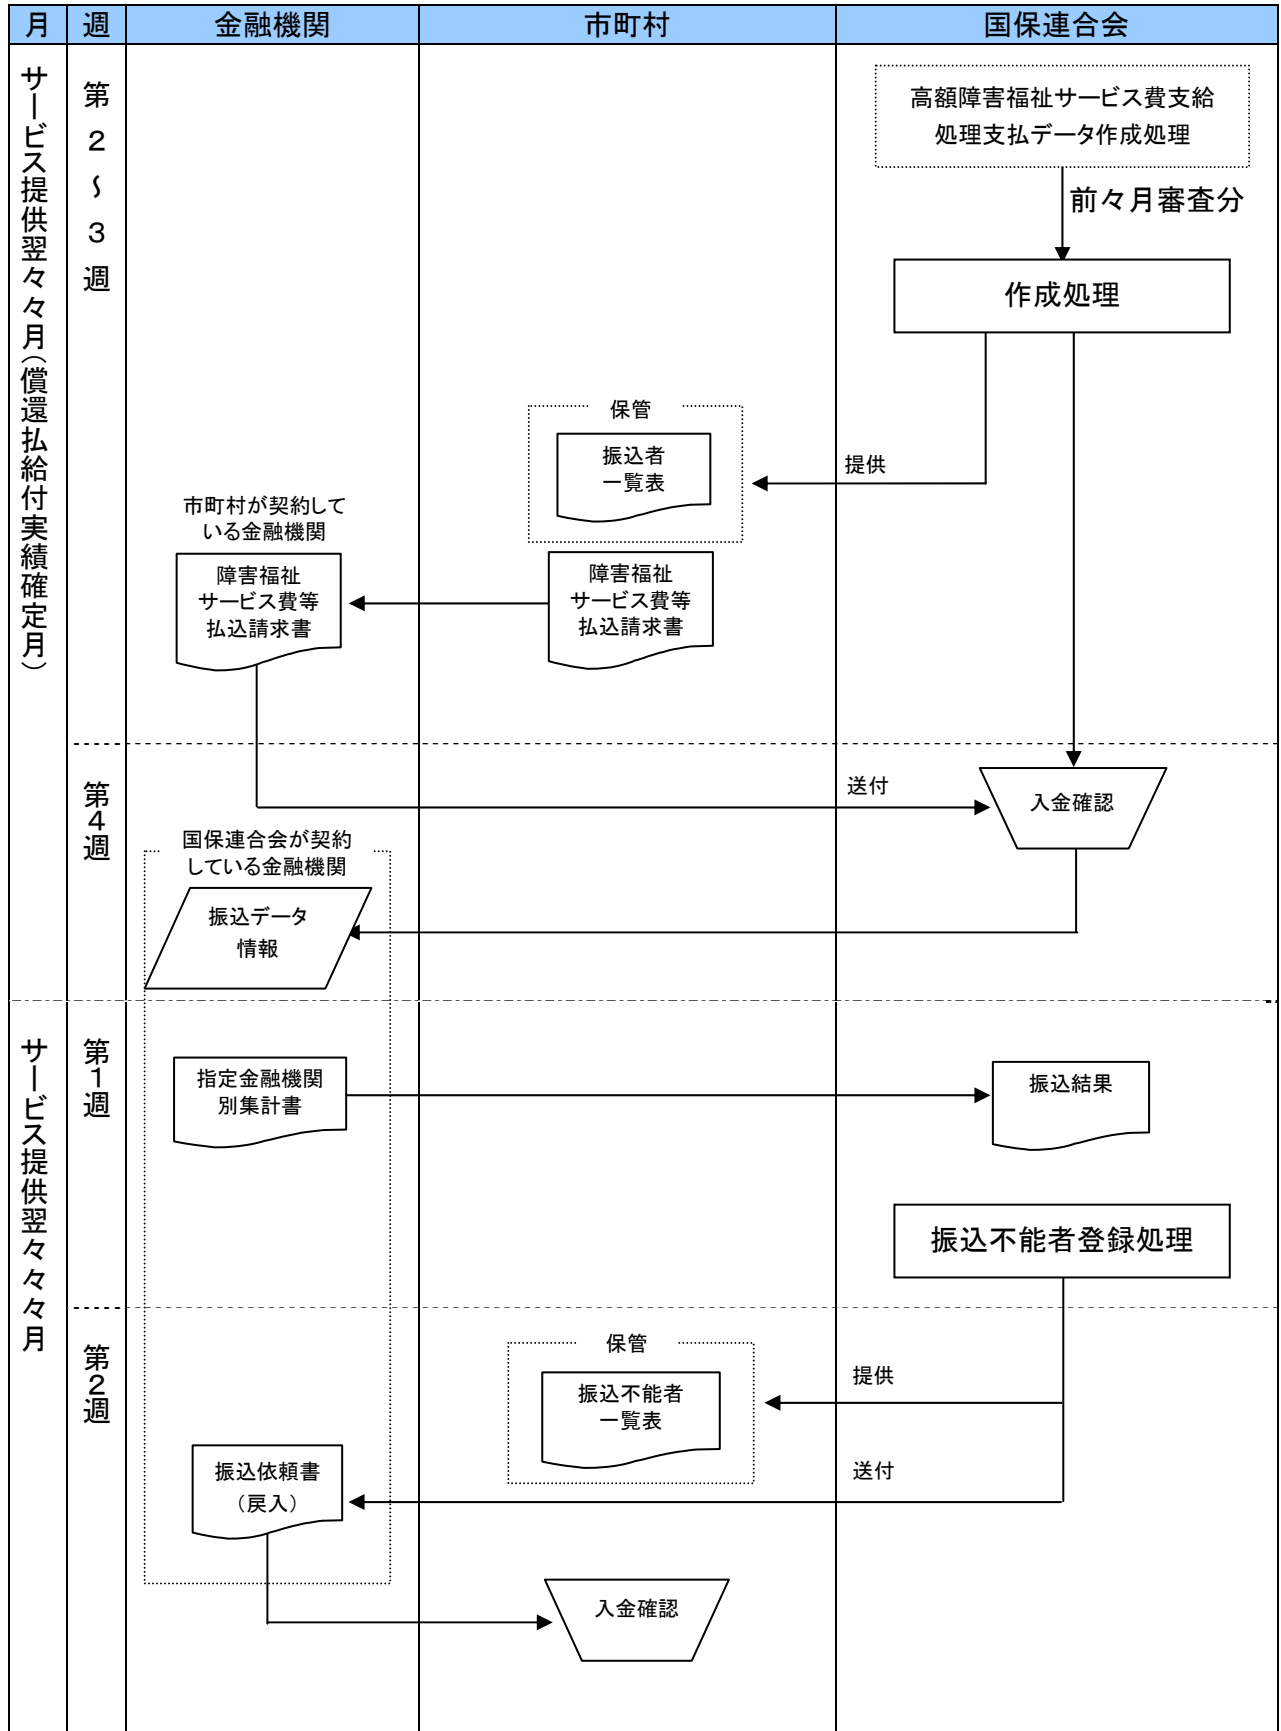 月
週
金融機関
市町村
国保連合会
サービス提供翌々月（償還払給付実績確定月）
第２～３週
高額障害福祉サービス費支給
処理支払データ作成処理
前々月審査分
作成処理
保管
振込者
一覧表
提供
市町村が契約して
いる金融機関
障害福祉
サービス費等
払込請求書
障害福祉
サービス費等
払込請求書
第４週
送付
入金確認
国保連合会が契約
している金融機関
振込データ
情報
サービス提供翌々々月
第１週
指定金融機関
別集計書
振込結果
振込不能者登録処理
第２週
保管
振込不能者
一覧表
提供
振込依頼書
（戻入）
送付
入金確認